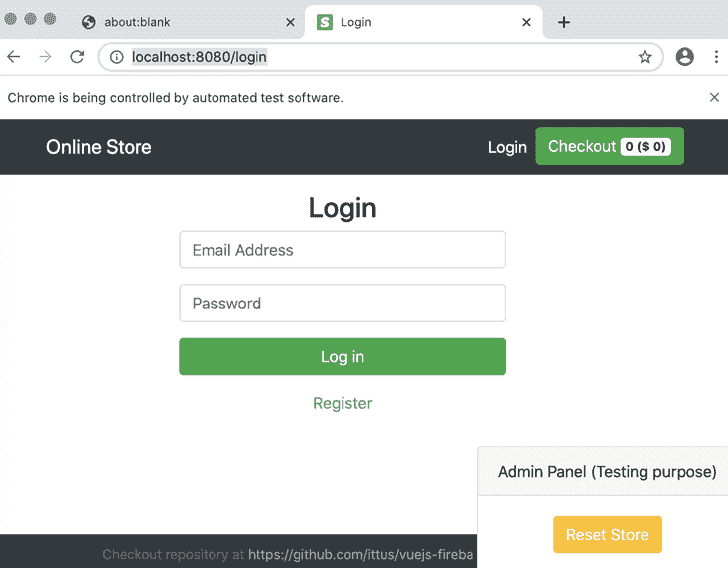 about:blank
Login
localhost:8080/login
Chrome is being controlled by automated test software.
Online Store
Login
Checkout 0 ($ 0)
Login
Email Address
Password
Log in
Register
Admin Panel (Testing purpose)
Reset Store
Checkout repository at https://github.com/ittus/vuejs-fireba